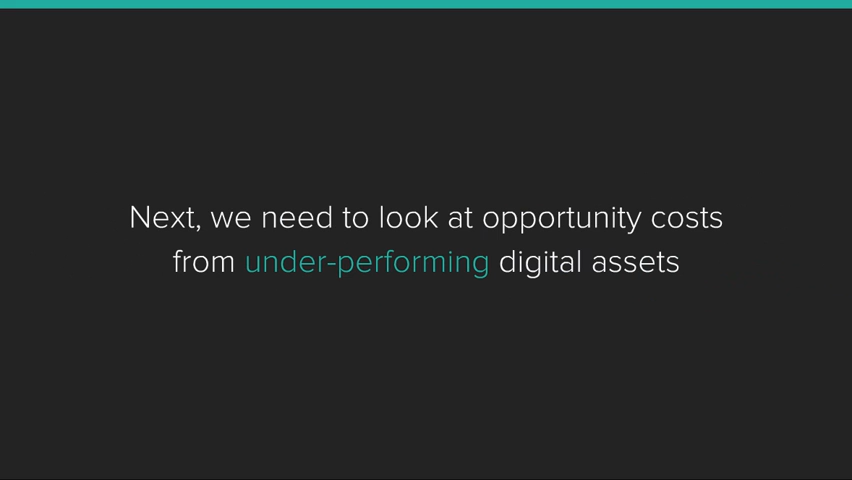 Next, we need to look at opportunity costs
from under-performing digital assets